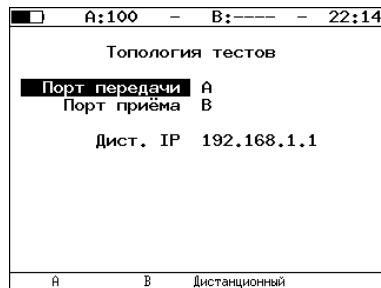 A:100 – B:---- – 22:14
Топология тестов
Порт передачи A
Порт приёма B
Дист. IP 192.168.1.1
A B Дистанционный